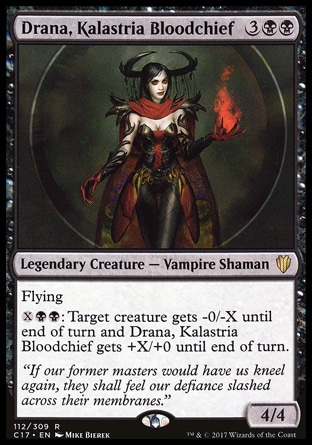 Drana, Kalastria Bloodchief 3
Legendary Creature — Vampire Shaman
Flying
X: Target creature gets -0/-X until
end of turn and Drana, Kalastria
Bloodchief gets +X/+0 until end of turn.
“If our former masters would have us kneel
again, they shall feel our defiance slashed
across their membranes.”
4/4
112/309 R
C17 • EN MIKE BIEREK
™ & © 2017 Wizards of the Coast